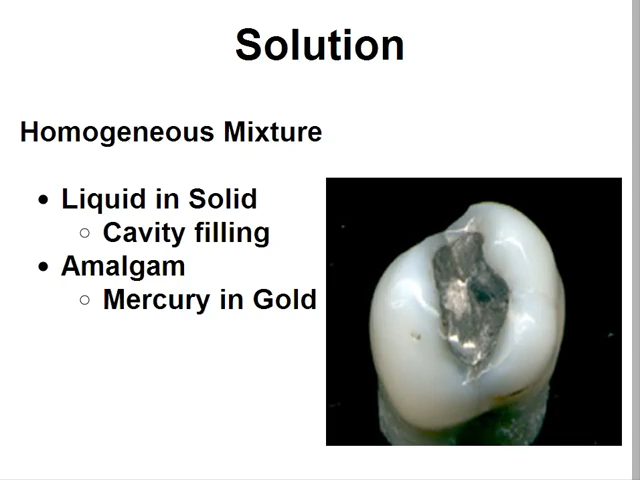 Solution
Homogeneous Mixture
• Liquid in Solid
○ Cavity filling
• Amalgam
○ Mercury in Gold